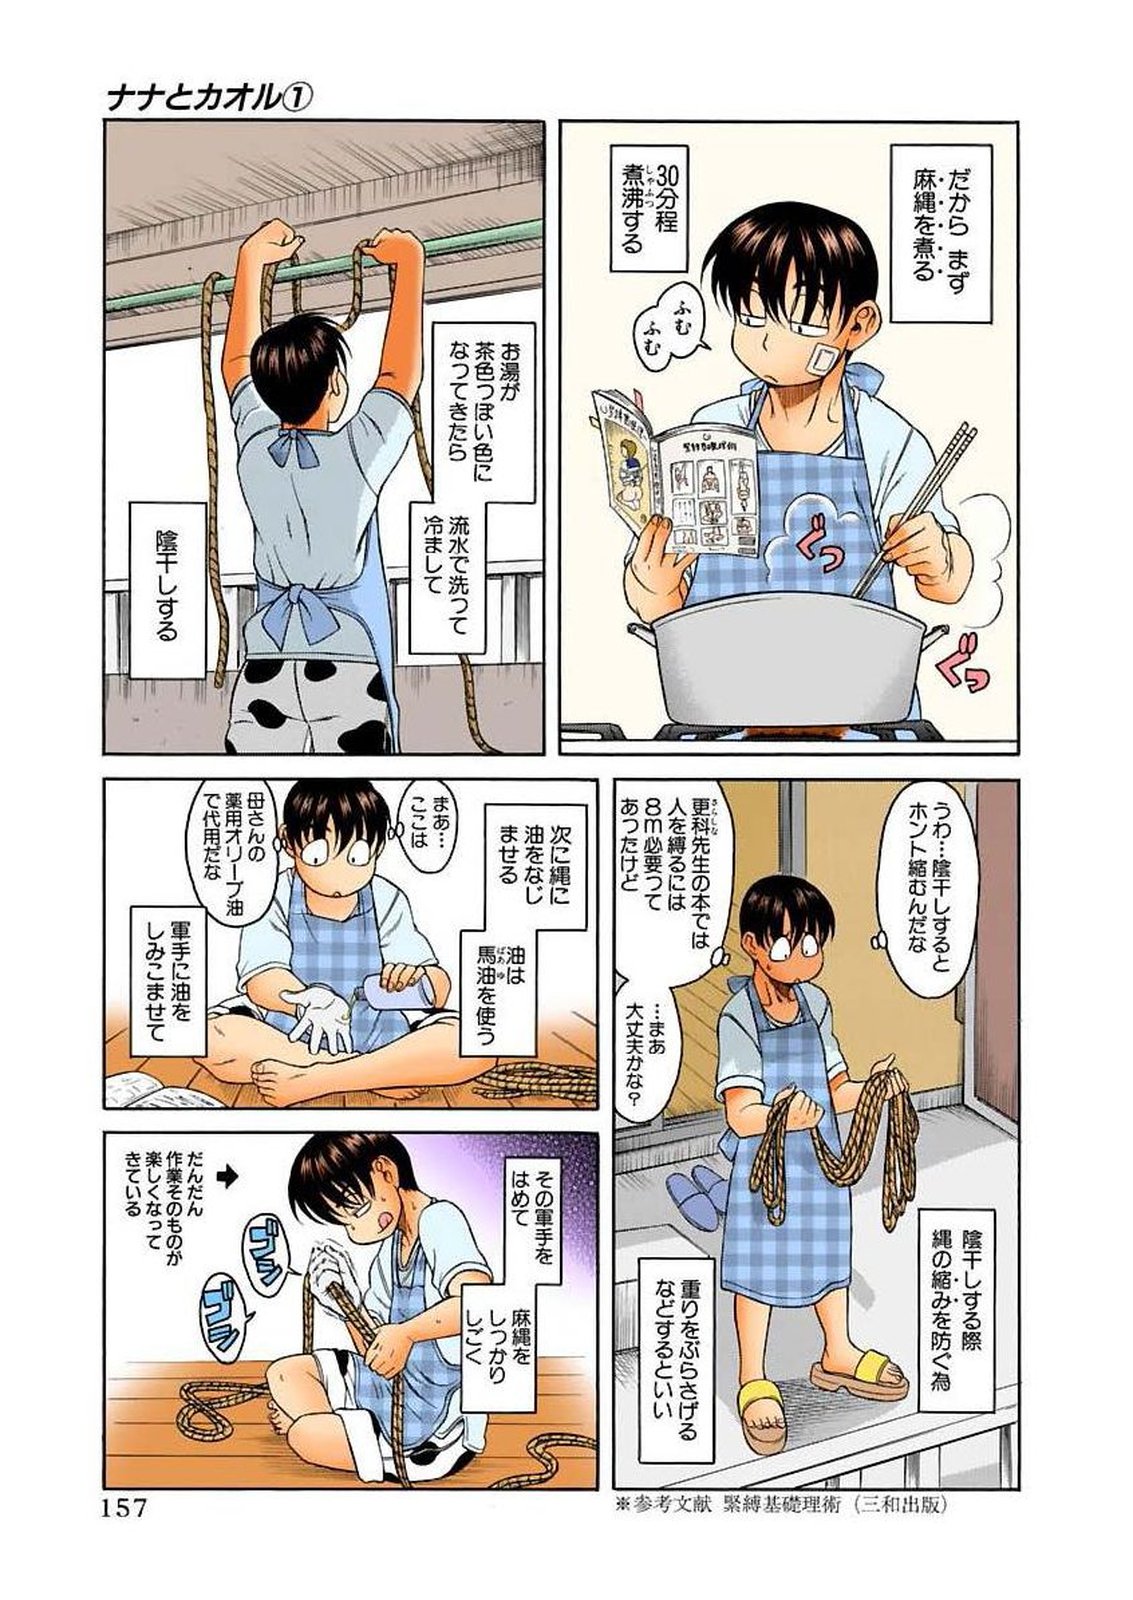 ナナとカオル①
だから まず
麻縄を煮る
30分程
煮沸する
しゃふつ
ふむ
ふむ
ぐっ
ぐっ
お湯が
茶色っぽい色に
なってきたら
流水で洗って
冷まして
陰干しする
うわ…陰干しすると
ホント縮むんだな
更科先生の本では
さらしな
人を縛るには
8m必要って
あったけど
…まあ
大丈夫かな?
陰干しする際
縄の縮みを防ぐ為
重りをぶらさげる
などするといい
次に縄に
油をなじ
ませる
油は
馬油を使う
ばあゆ
まあ…
ここは
母さんの
薬用オリーブ油
で代用だな
軍手に油を
しみこませて
その軍手を
はめて
麻縄を
しっかり
しごく
ゴシ
ゴシ
だんだん
作業そのものが
楽しくなって
きている
157
※参考文献 緊縛基礎理術（三和出版）